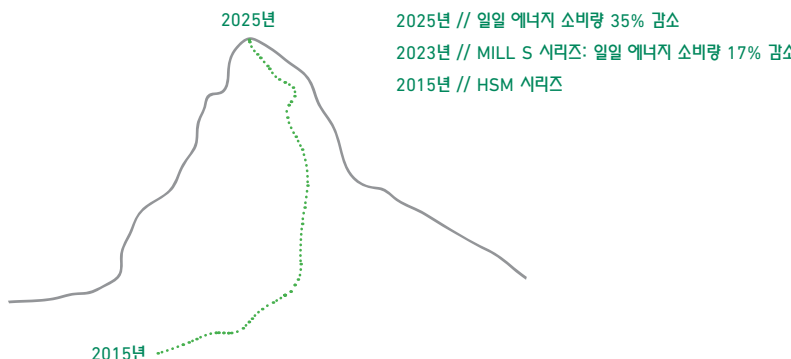 2025년
2025년 // 일일 에너지 소비량 35% 감소
2023년 // MILL S 시리즈: 일일 에너지 소비량 17% 감소
2015년 // HSM 시리즈
2015년